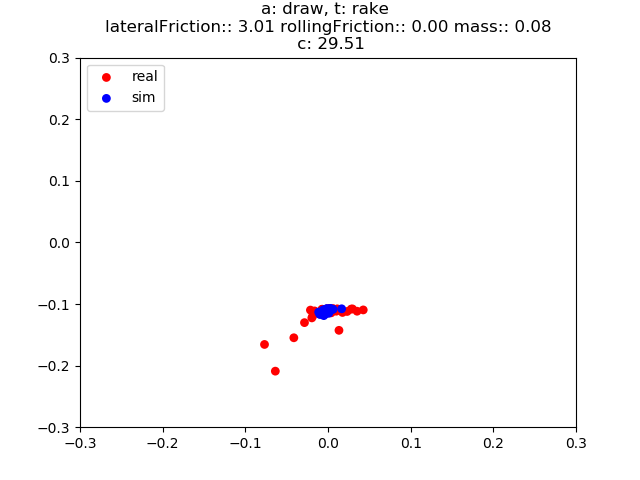 a: draw, t: rake
lateralFriction:: 3.01 rollingFriction:: 0.00 mass:: 0.08
c: 29.51
real
sim
0.3
0.2
0.1
0.0
−0.1
−0.2
−0.3
−0.3
−0.2
−0.1
0.0
0.1
0.2
0.3